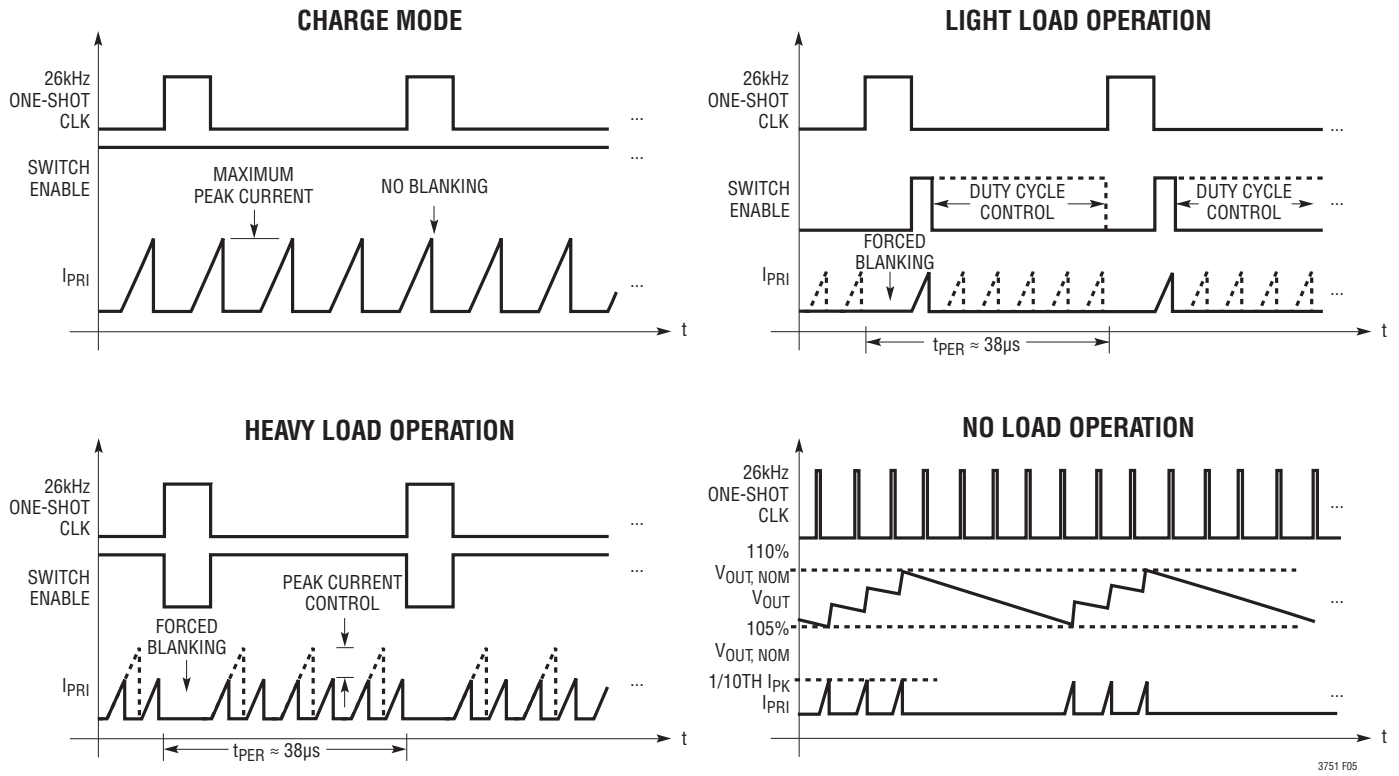 CHARGE MODE
26kHz
ONE-SHOT
CLK
...
SWITCH
ENABLE
...
MAXIMUM
PEAK CURRENT
NO BLANKING
IPRI
...
t
LIGHT LOAD OPERATION
26kHz
ONE-SHOT
CLK
...
SWITCH
ENABLE
DUTY CYCLE
CONTROL
DUTY CYCLE
CONTROL
...
FORCED
BLANKING
IPRI
...
t
tPER ≈ 38µs
HEAVY LOAD OPERATION
26kHz
ONE-SHOT
CLK
...
SWITCH
ENABLE
...
PEAK CURRENT
CONTROL
FORCED
BLANKING
IPRI
...
t
tPER ≈ 38µs
NO LOAD OPERATION
26kHz
ONE-SHOT
CLK
...
110%
VOUT, NOM
VOUT
...
105%
VOUT, NOM
1/10TH IPK
IPRI
...
t
3751 F05